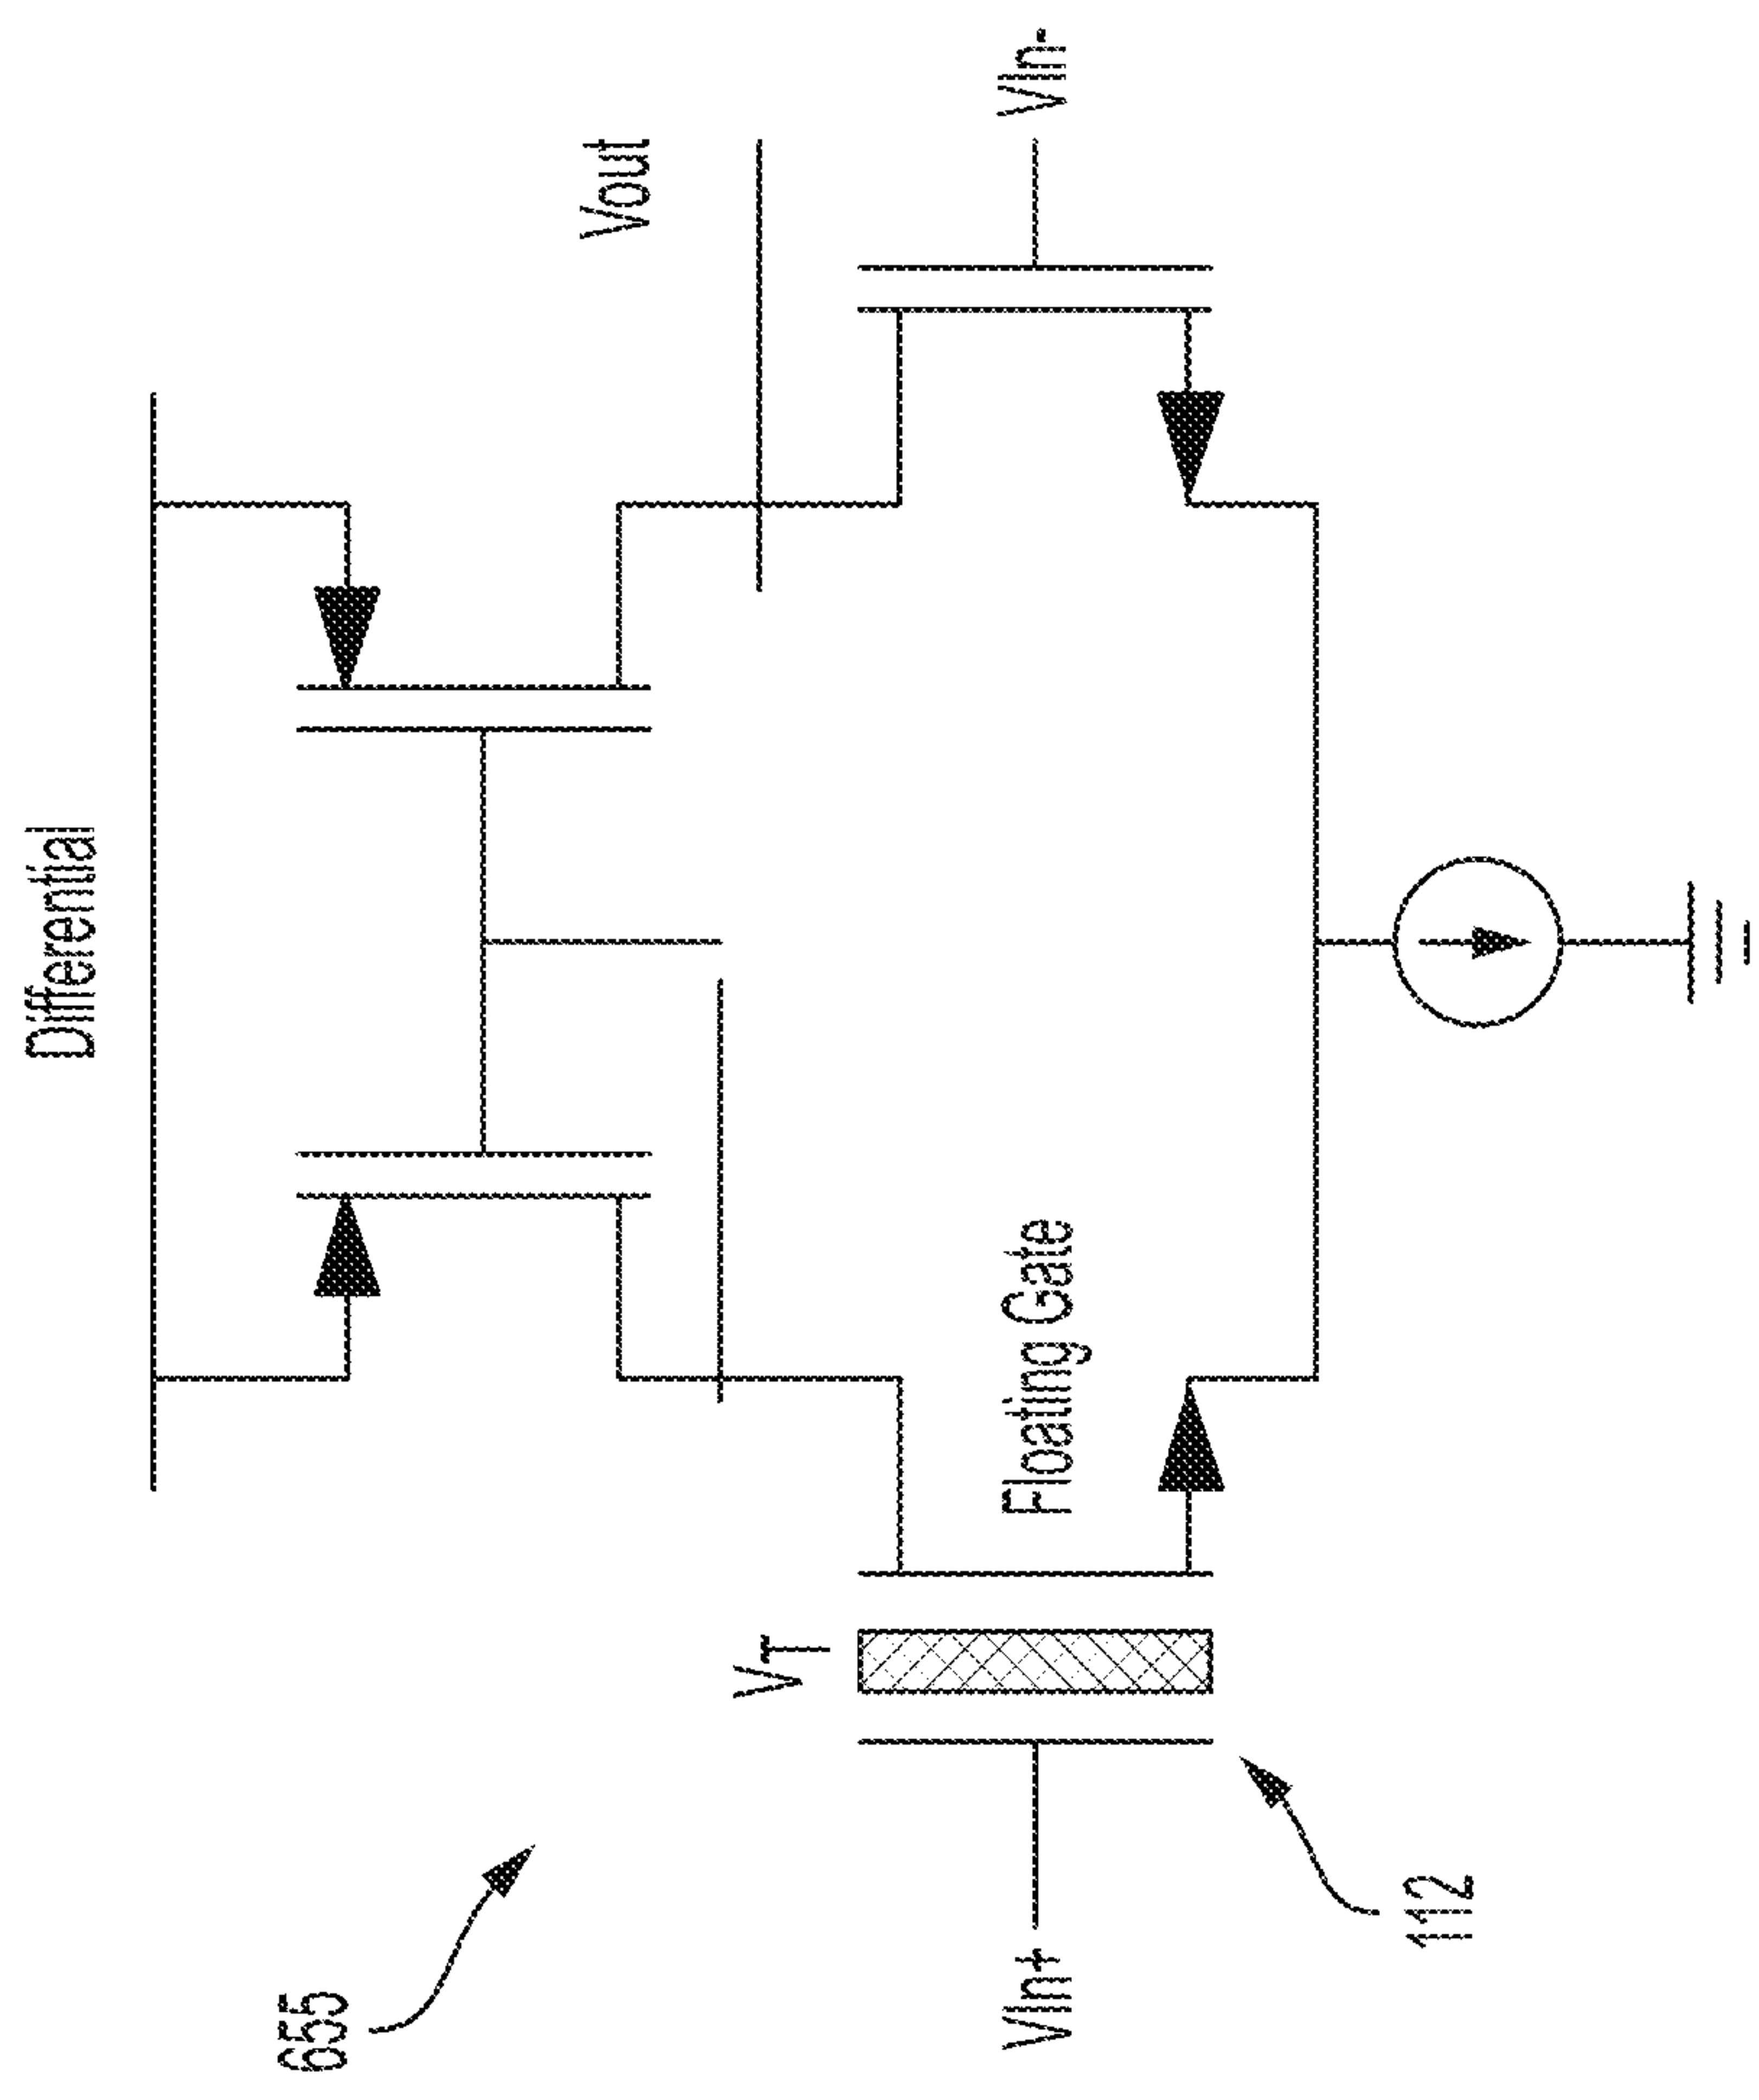 655
Differential
Vout
VT
VIn+
Floating Gate
VIn-
112